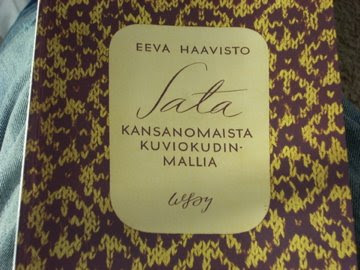 EEVA HAAVISTO
Sata
KANSANOMAISTA
KUVIOKUDIN-
MALLIA
WSOY